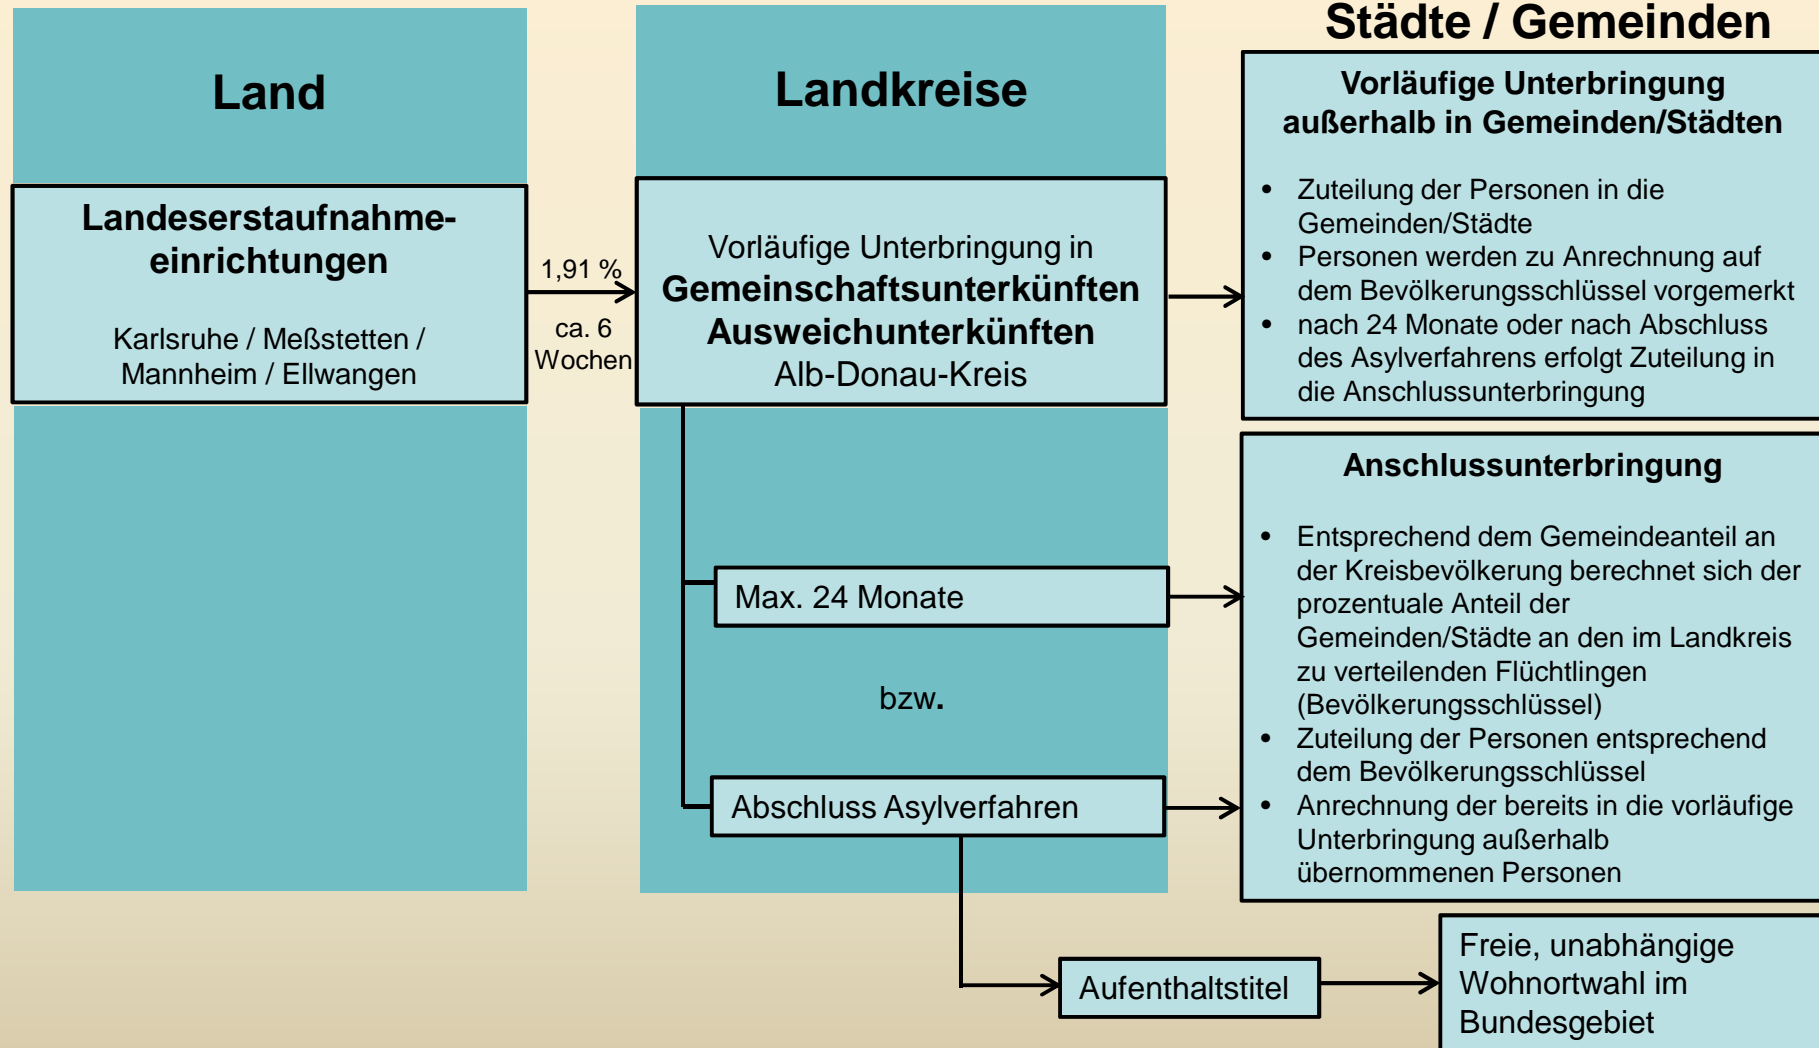 Land
Landeserstaufnahme-
einrichtungen
Karlsruhe / Meßstetten /
Mannheim / Ellwangen
1,91 %
ca. 6
Wochen
Landkreise
Vorläufige Unterbringung in
Gemeinschaftsunterkünften
Ausweichunterkünften
Alb-Donau-Kreis
Max. 24 Monate
bzw.
Abschluss Asylverfahren
Städte / Gemeinden
Vorläufige Unterbringung
außerhalb in Gemeinden/Städten
• Zuteilung der Personen in die
Gemeinden/Städte
• Personen werden zu Anrechnung auf
dem Bevölkerungsschlüssel vorgemerkt
• nach 24 Monate oder nach Abschluss
des Asylverfahrens erfolgt Zuteilung in
die Anschlussunterbringung
Anschlussunterbringung
• Entsprechend dem Gemeindeanteil an
der Kreisbevölkerung berechnet sich der
prozentuale Anteil der
Gemeinden/Städte an den im Landkreis
zu verteilenden Flüchtlingen
(Bevölkerungsschlüssel)
• Zuteilung der Personen entsprechend
dem Bevölkerungsschlüssel
• Anrechnung der bereits in die vorläufige
Unterbringung außerhalb
übernommenen Personen
Aufenthaltstitel
Freie, unabhängige
Wohnortwahl im
Bundesgebiet